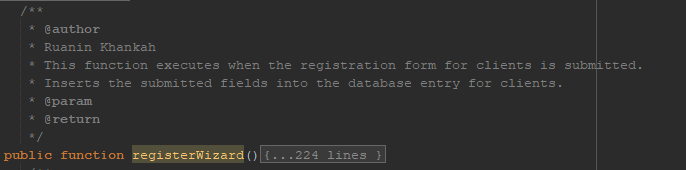 /**
* @author
* Ruanin Khankah
* This function executes when the registration form for clients is submitted.
* Inserts the submitted fields into the database entry for clients.
* @param
* @return
*/
public function registerWizard(){...224 lines }
/**